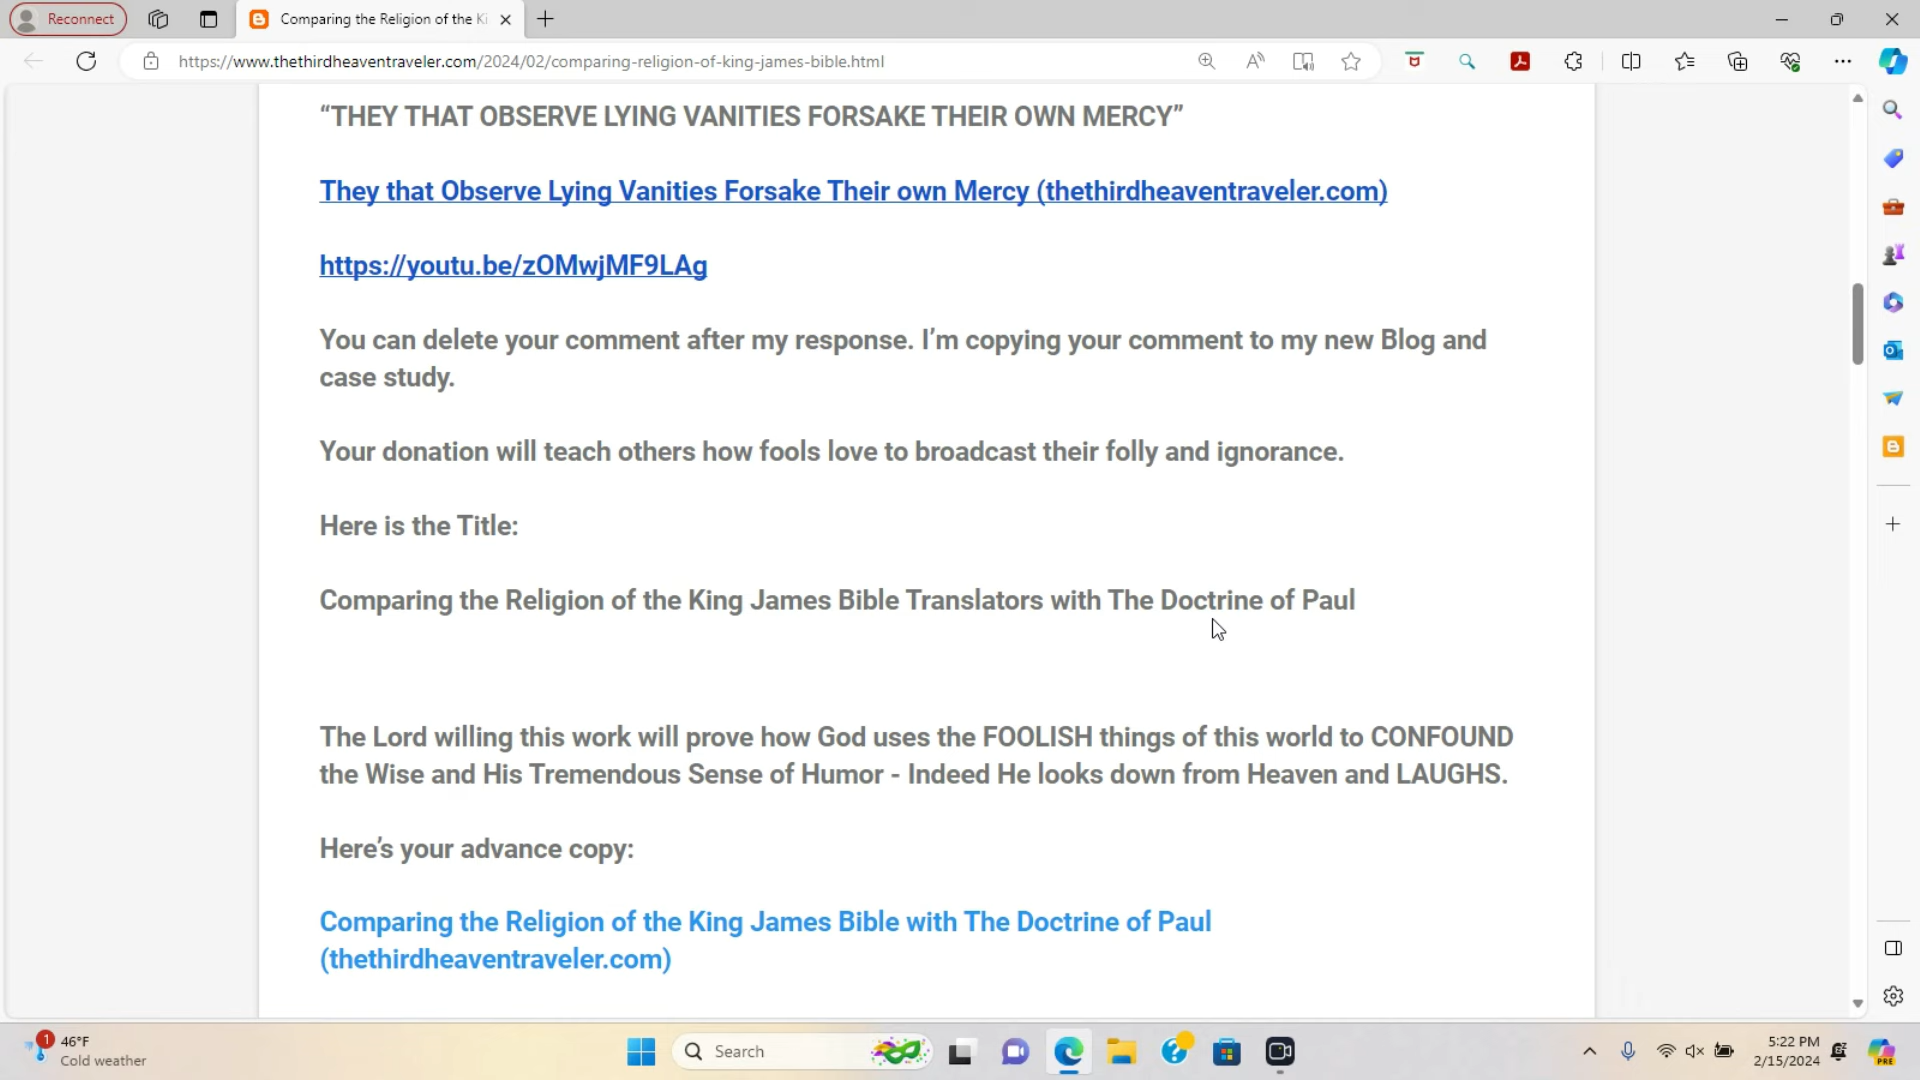 Reconnect
Comparing the Religion of the Ki
https://www.thethirdheaventraveler.com/2024/02/comparing-religion-of-king-james-bible.html
“THEY THAT OBSERVE LYING VANITIES FORSAKE THEIR OWN MERCY”
They that Observe Lying Vanities Forsake Their own Mercy (thethirdheaventraveler.com)
https://youtu.be/zOMwjMF9LAg
You can delete your comment after my response. I’m copying your comment to my new Blog and
case study.
Your donation will teach others how fools love to broadcast their folly and ignorance.
Here is the Title:
Comparing the Religion of the King James Bible Translators with The Doctrine of Paul
The Lord willing this work will prove how God uses the FOOLISH things of this world to CONFOUND
the Wise and His Tremendous Sense of Humor - Indeed He looks down from Heaven and LAUGHS.
Here’s your advance copy:
Comparing the Religion of the King James Bible with The Doctrine of Paul
(thethirdheaventraveler.com)
1
46°F
Cold weather
Search
5:22 PM
2/15/2024
PRE